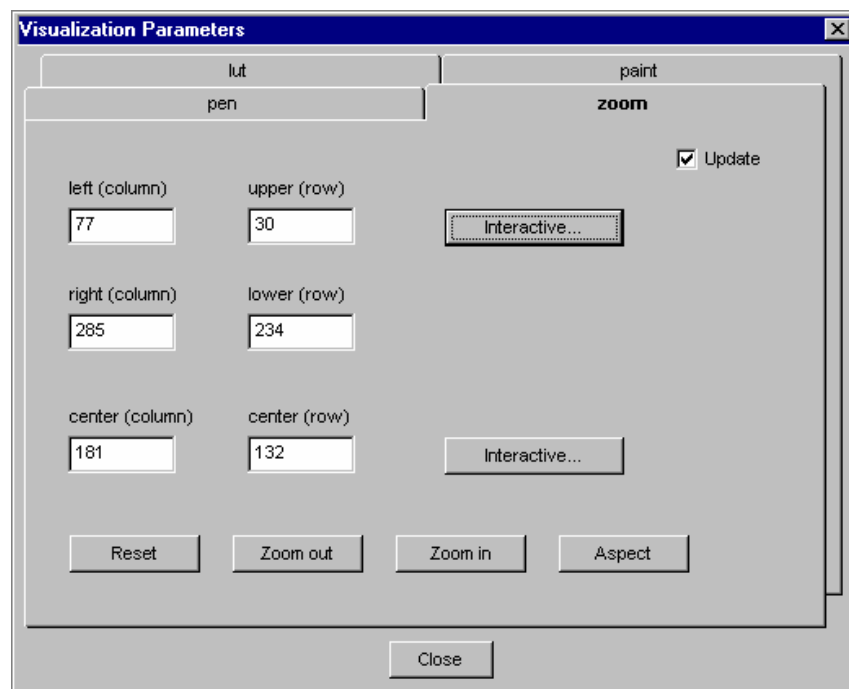 Visualization Parameters
lut paint
pen zoom
Update
left (column) upper (row)
77 30 Interactive...
right (column) lower (row)
285 234
center (column) center (row)
181 132 Interactive...
Reset Zoom out Zoom in Aspect
Close